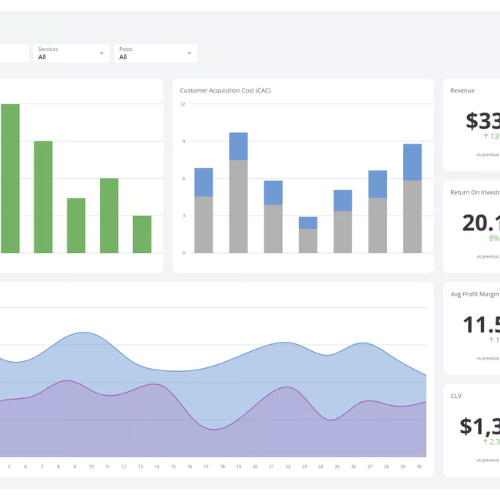 Services
All
Posts
All
Customer Acquisition Cost (CAC)
12
9
6
3
0
Revenue
$33
↑ 13
vs previous
Return On Investm
20.1
8%
vs previous
Avg Profit Margin
11.5
↑ 1
vs previous
CLV
$1,3
↑ 2.3
vs previous
5 6 7 8 9 10 11 12 13 14 15 16 17 18 19 20 21 22 23 24 25 26 27 28 29 30